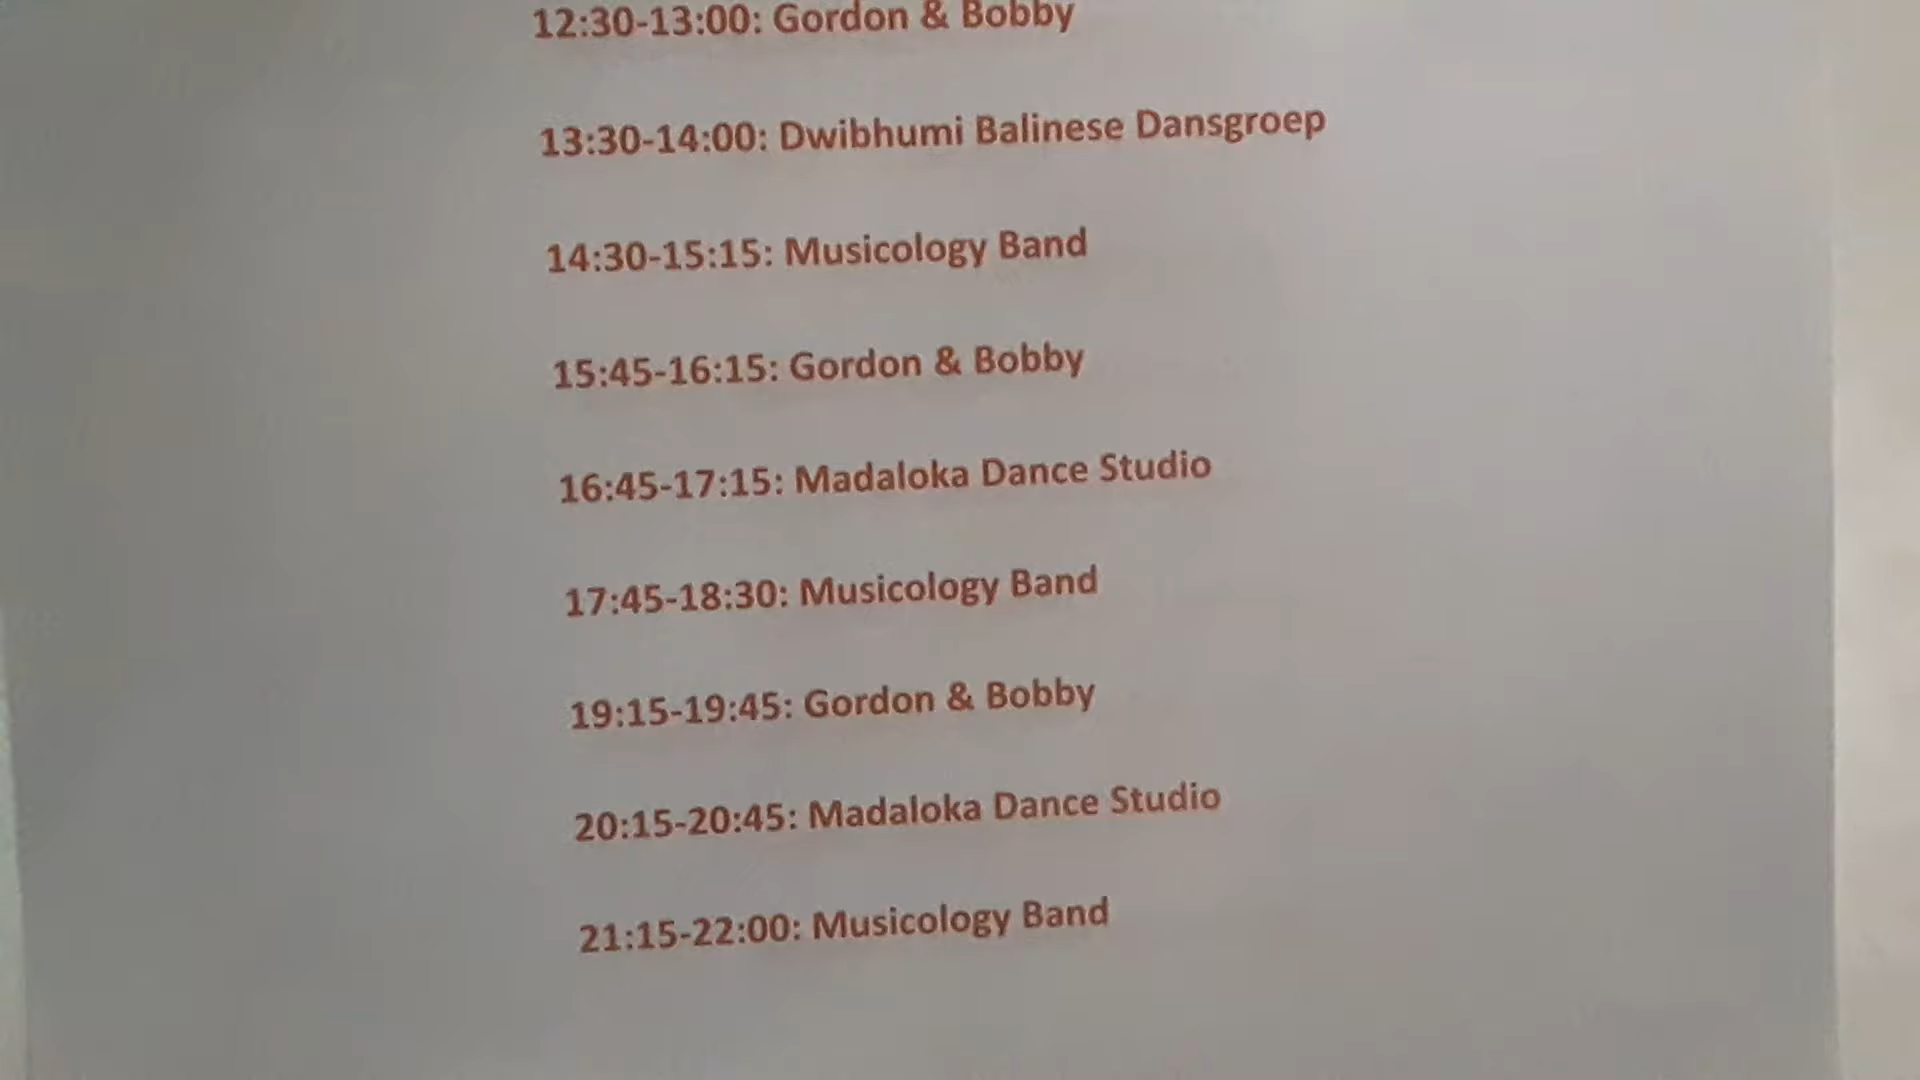 12:30-13:00: Gordon & Bobby
13:30-14:00: Dwibhumi Balinese Dansgroep
14:30-15:15: Musicology Band
15:45-16:15: Gordon & Bobby
16:45-17:15: Madaloka Dance Studio
17:45-18:30: Musicology Band
19:15-19:45: Gordon & Bobby
20:15-20:45: Madaloka Dance Studio
21:15-22:00: Musicology Band